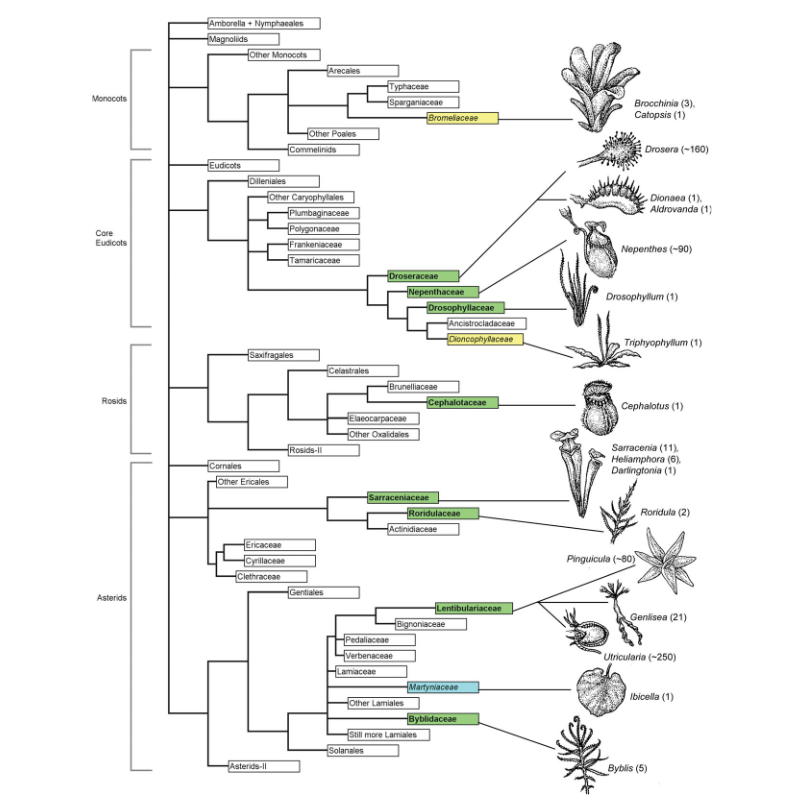 Amborella + Nymphaeales
Magnoliids
Other Monocots
Arecales
Typhaceae
Sparganiaceae
Bromeliaceae
Other Poales
Commelinids
Monocots
Brocchinia (3),
Catopsis (1)
Eudicots
Dilleniales
Other Caryophyllales
Plumbaginaceae
Polygonaceae
Frankeniaceae
Tamaricaceae
Droseraceae
Nepenthaceae
Drosophyllaceae
Ancistrocladaceae
Dioncophyllaceae
Core
Eudicots
Drosera (~160)
Dionaea (1),
Aldrovanda (1)
Nepenthes (~90)
Drosophyllum (1)
Triphyophyllum (1)
Saxifragales
Celastrales
Brunelliaceae
Cephalotaceae
Elaeocarpaceae
Other Oxalidales
Rosids-II
Rosids
Cephalotus (1)
Cornales
Other Ericales
Sarraceniaceae
Roridulaceae
Actinidiaceae
Ericaceae
Cyrillaceae
Clethraceae
Gentiales
Lentibulariaceae
Bignoniaceae
Pedaliaceae
Verbenaceae
Lamiaceae
Martyniaceae
Other Lamiales
Byblidaceae
Still more Lamiales
Solanales
Asterids-II
Asterids
Sarracenia (11),
Heliamphora (6),
Darlingtonia (1)
Roridula (2)
Pinguicula (~80)
Genlisea (21)
Utricularia (~250)
Ibicella (1)
Byblis (5)